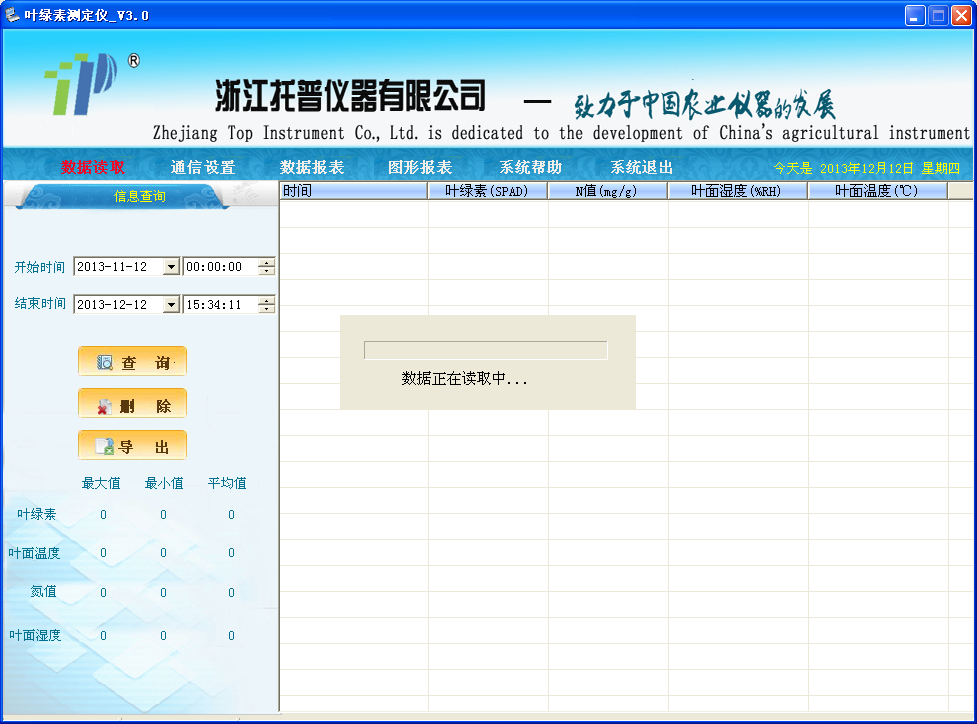 叶绿素测定仪_V3.0
®
浙江托普仪器有限公司 — 致力于中国农业仪器的发展
Zhejiang Top Instrument Co., Ltd. is dedicated to the development of China's agricultural instrument
数据读取 通信设置 数据报表 图形报表 系统帮助 系统退出 今天是 2013年12月12日 星期四
信息查询
时间 叶绿素(SPAD) N值(mg/g) 叶面湿度(%RH) 叶面温度(℃)
开始时间 2013-11-12 00:00:00
结束时间 2013-12-12 15:34:11
查 询
删 除
导 出
数据正在读取中...
最大值 最小值 平均值
叶绿素 0 0 0
叶面温度 0 0 0
氮值 0 0 0
叶面湿度 0 0 0